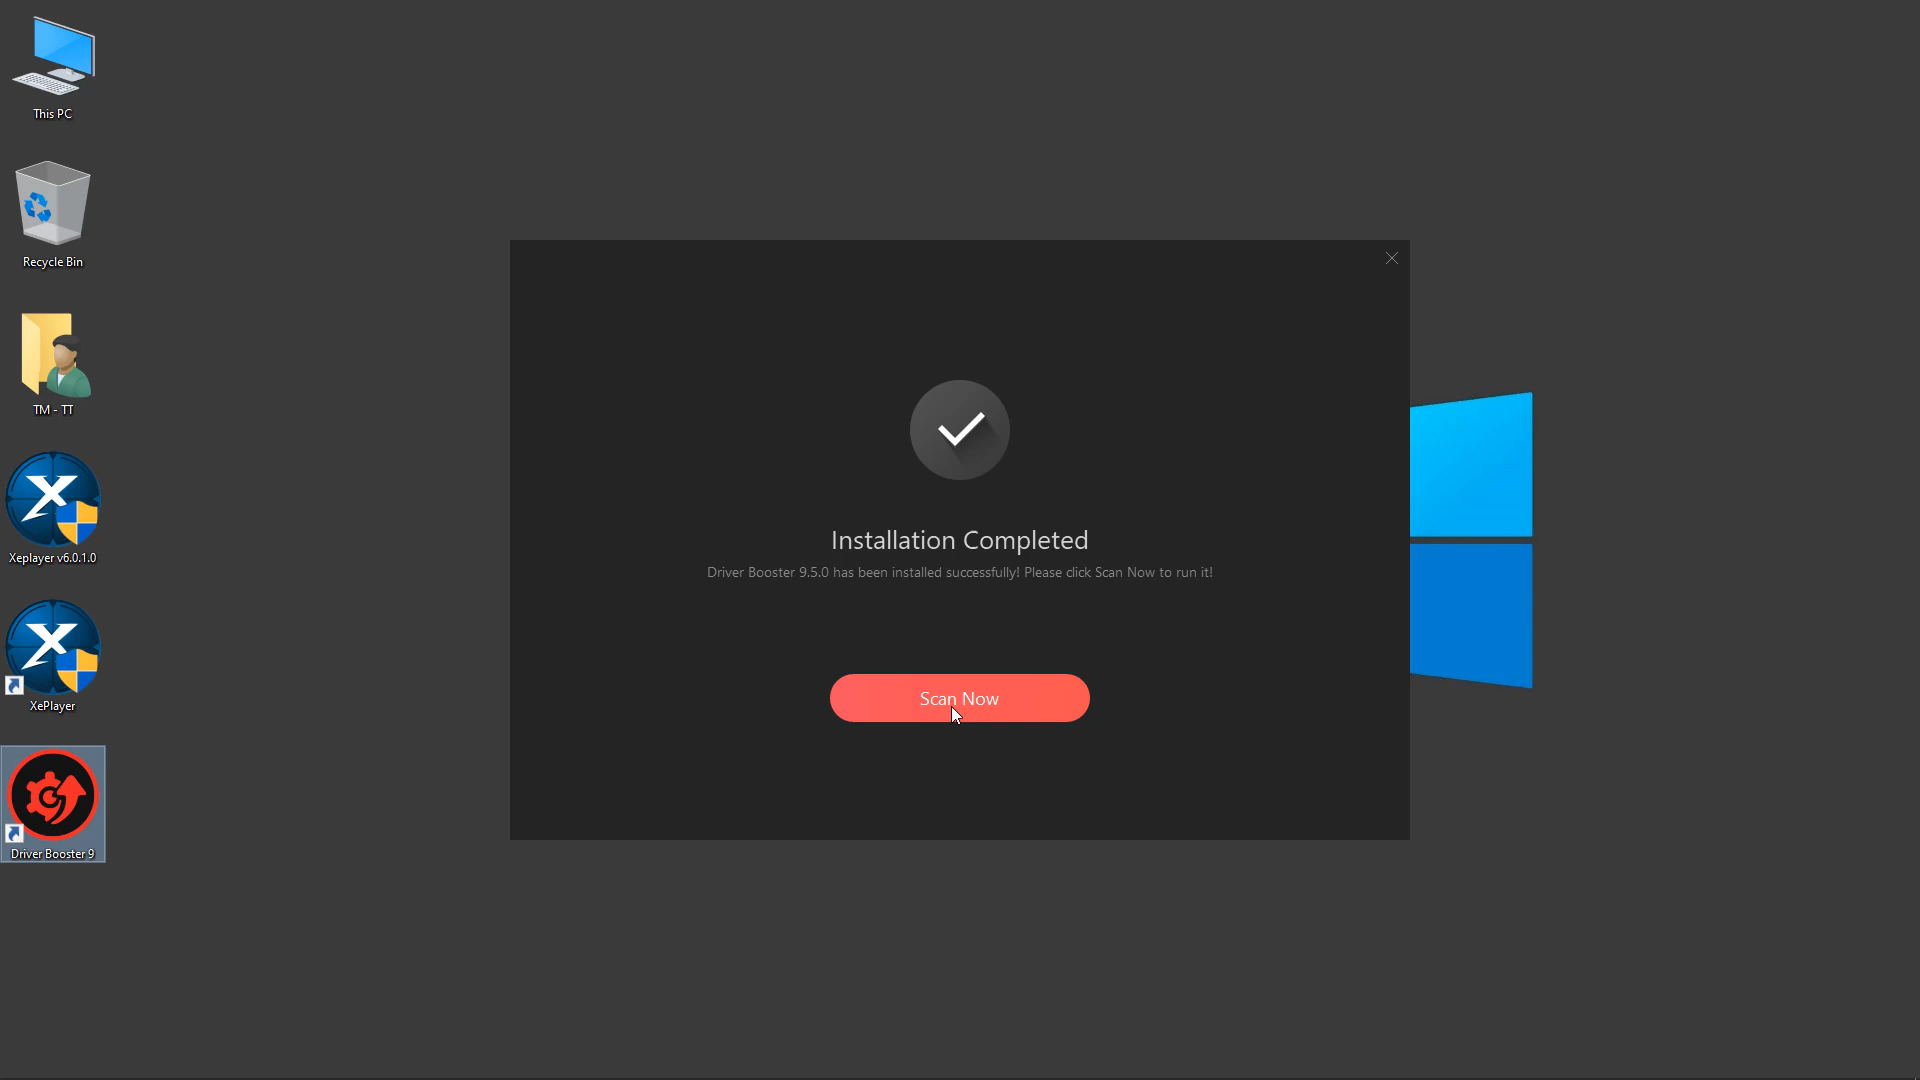 This PC
Recycle Bin
TM - TT
Xeplayer v6.0.1.0
XePlayer
Driver Booster 9
Installation Completed
Driver Booster 9.5.0 has been installed successfully! Please click Scan Now to run it!
Scan Now